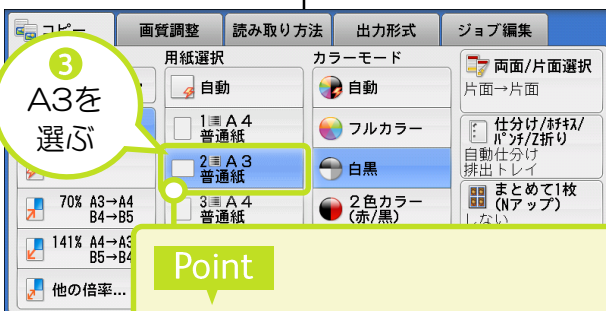 コピー
画質調整
読み取り方法
出力形式
ジョブ編集
3
A3を
選ぶ
用紙選択
自動
1 A4
普通紙
2 A3
普通紙
3 A4
普通紙
カラーモード
自動
フルカラー
白黒
2色カラー
(赤/黒)
両面/片面選択
片面→片面
仕分け/ホチキス/
パンチ/Z折り
自動仕分け
排出トレイ
まとめて1枚
(Nアップ)
しない
70% A3→A4
B4→B5
141% A4→A3
B5→B4
他の倍率...
Point